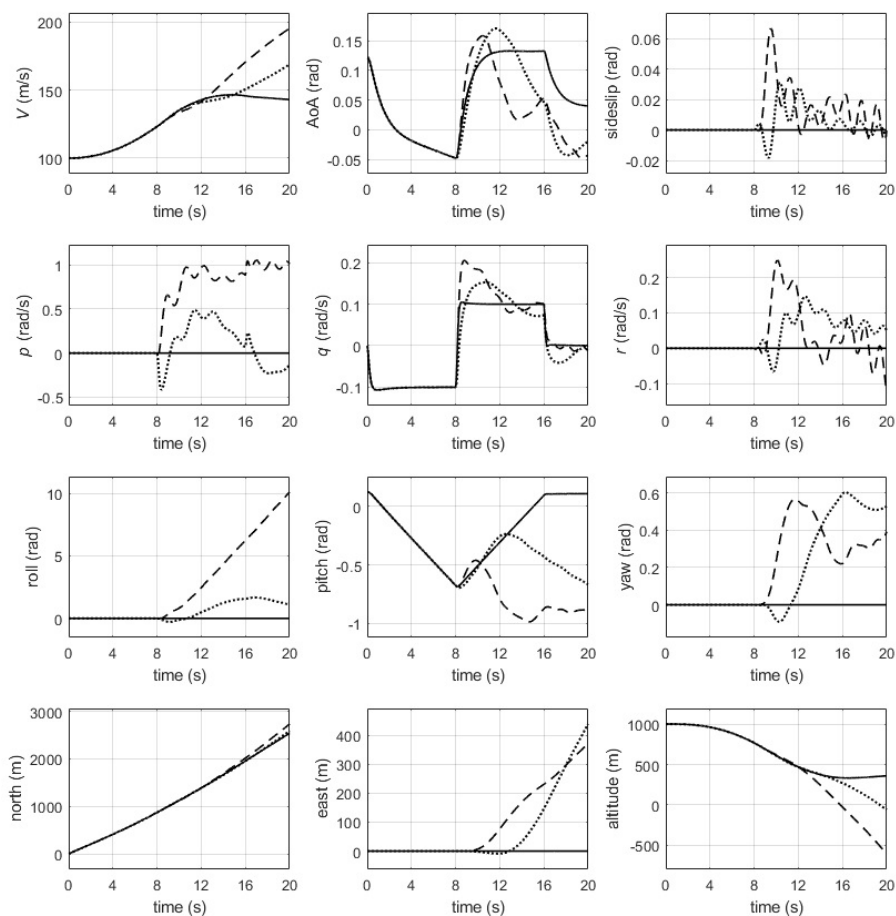 V (m/s)
200
150
100
0 4 8 12 16 20
time (s)
AoA (rad)
0.15
0.1
0.05
0
-0.05
0 4 8 12 16 20
time (s)
sideslip (rad)
0.06
0.04
0.02
0
-0.02
0 4 8 12 16 20
time (s)
p (rad/s)
1
0.5
0
-0.5
0 4 8 12 16 20
time (s)
q (rad/s)
0.2
0.1
0
-0.1
0 4 8 12 16 20
time (s)
r (rad/s)
0.2
0.1
0
-0.1
0 4 8 12 16 20
time (s)
roll (rad)
10
5
0
0 4 8 12 16 20
time (s)
pitch (rad)
0
-0.5
-1
0 4 8 12 16 20
time (s)
yaw (rad)
0.6
0.4
0.2
0
0 4 8 12 16 20
time (s)
north (m)
3000
2000
1000
0
0 4 8 12 16 20
time (s)
east (m)
400
300
200
100
0
0 4 8 12 16 20
time (s)
altitude (m)
1000
500
0
-500
0 4 8 12 16 20
time (s)